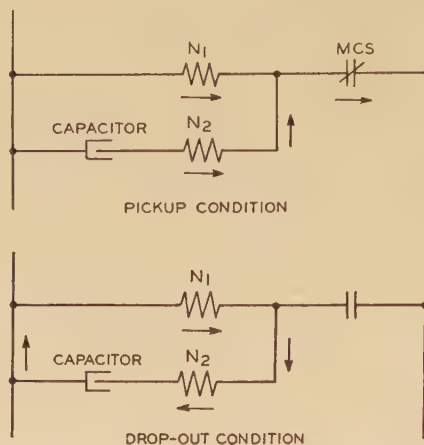 N1
MCS
CAPACITOR
N2
PICKUP CONDITION
N1
CAPACITOR
N2
DROP-OUT CONDITION